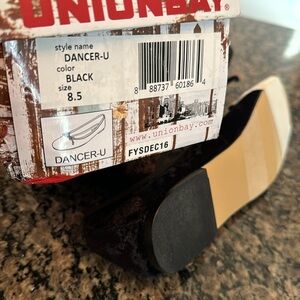 UNIONBAY®
style name
DANCER-U
color
BLACK
size
8.5
8 88737 60186 4
DANCER-U
www.unionbay.com
FYSDEC16